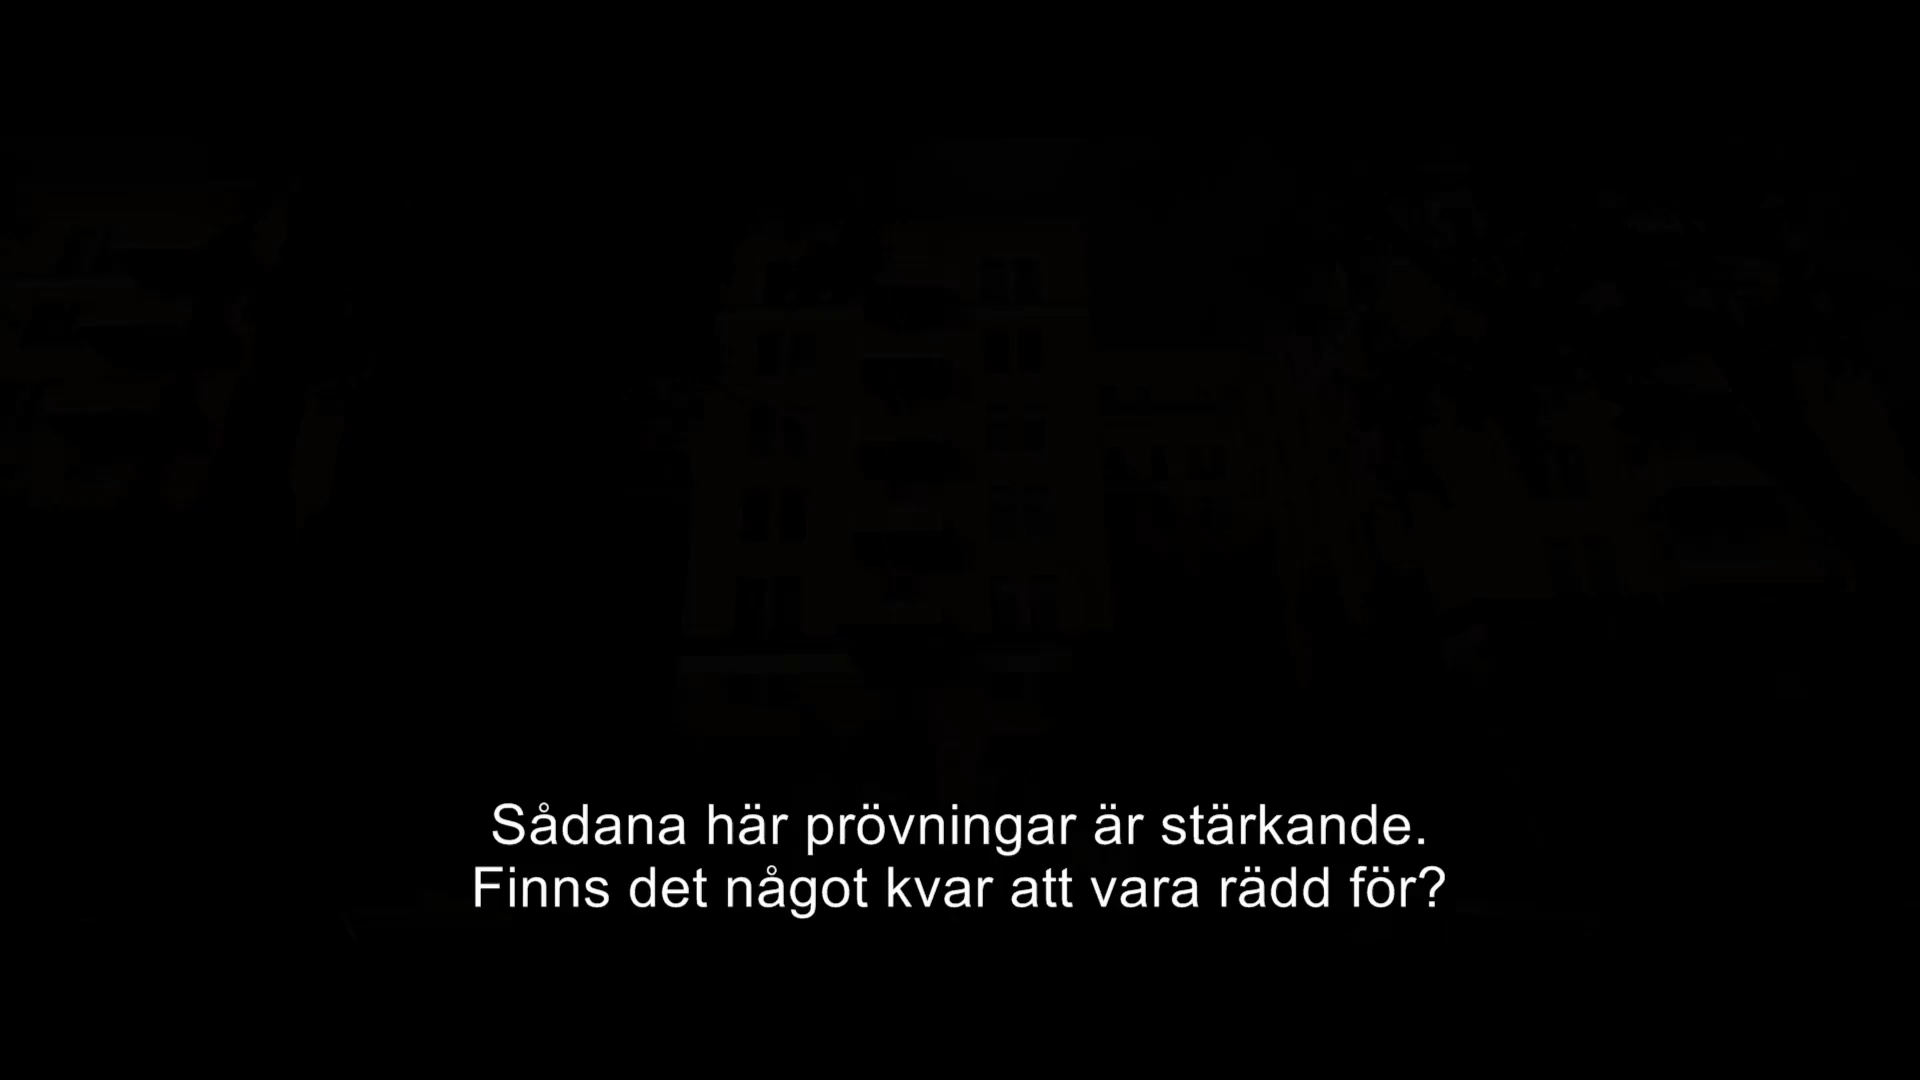 Sådana här prövningar är stärkande.
Finns det något kvar att vara rädd för?